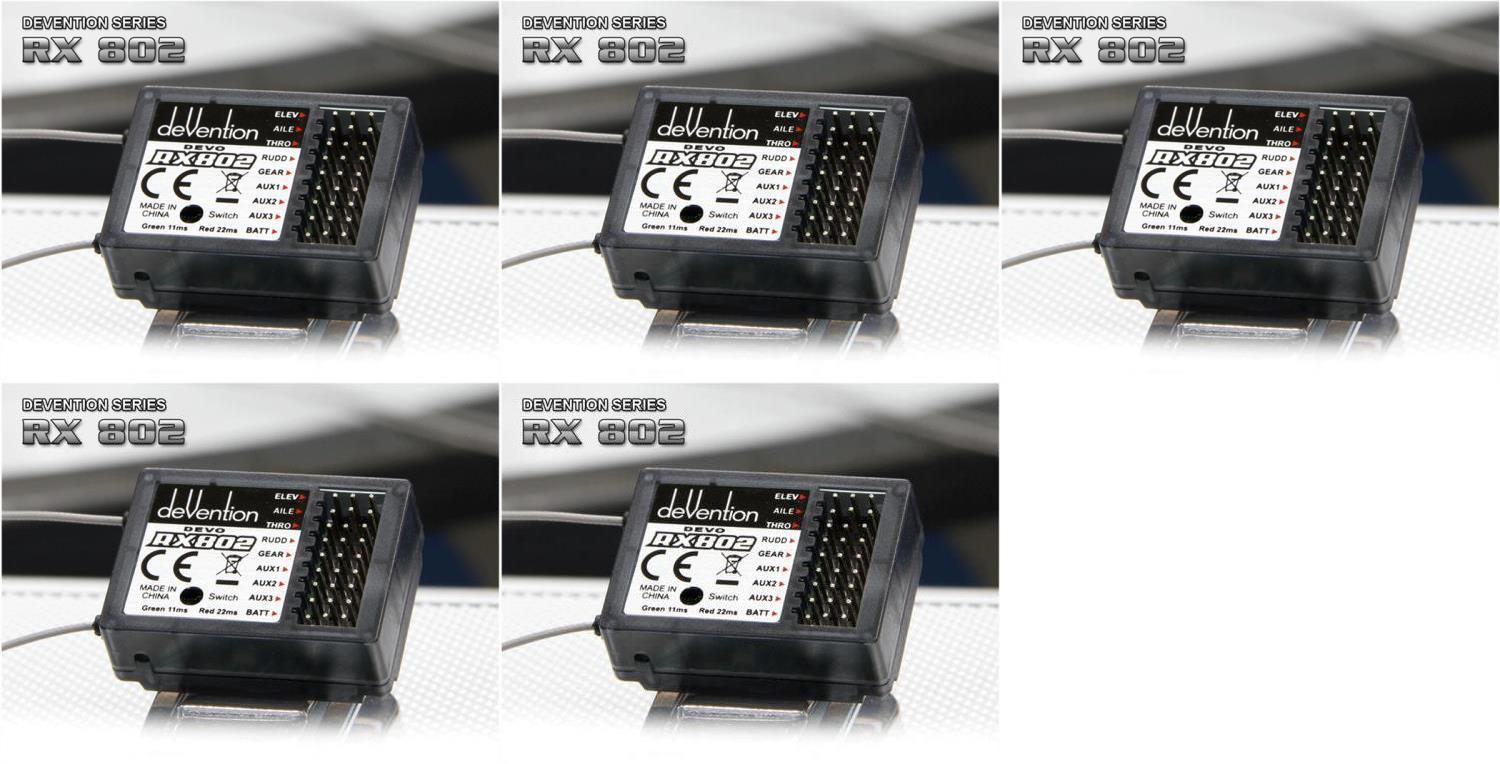 DEVENTION SERIES
RX 802
deVention
DEVO
RX802
CE
MADE IN
CHINA
Switch
Green 11ms Red 22ms
ELEV
AILE
THRO
RUDD
GEAR
AUX1
AUX2
AUX3
BATT
DEVENTION SERIES
RX 802
deVention
DEVO
RX802
CE
MADE IN
CHINA
Switch
Green 11ms Red 22ms
ELEV
AILE
THRO
RUDD
GEAR
AUX1
AUX2
AUX3
BATT
DEVENTION SERIES
RX 802
deVention
DEVO
RX802
CE
MADE IN
CHINA
Switch
Green 11ms Red 22ms
ELEV
AILE
THRO
RUDD
GEAR
AUX1
AUX2
AUX3
BATT
DEVENTION SERIES
RX 802
deVention
DEVO
RX802
CE
MADE IN
CHINA
Switch
Green 11ms Red 22ms
ELEV
AILE
THRO
RUDD
GEAR
AUX1
AUX2
AUX3
BATT
DEVENTION SERIES
RX 802
deVention
DEVO
RX802
CE
MADE IN
CHINA
Switch
Green 11ms Red 22ms
ELEV
AILE
THRO
RUDD
GEAR
AUX1
AUX2
AUX3
BATT